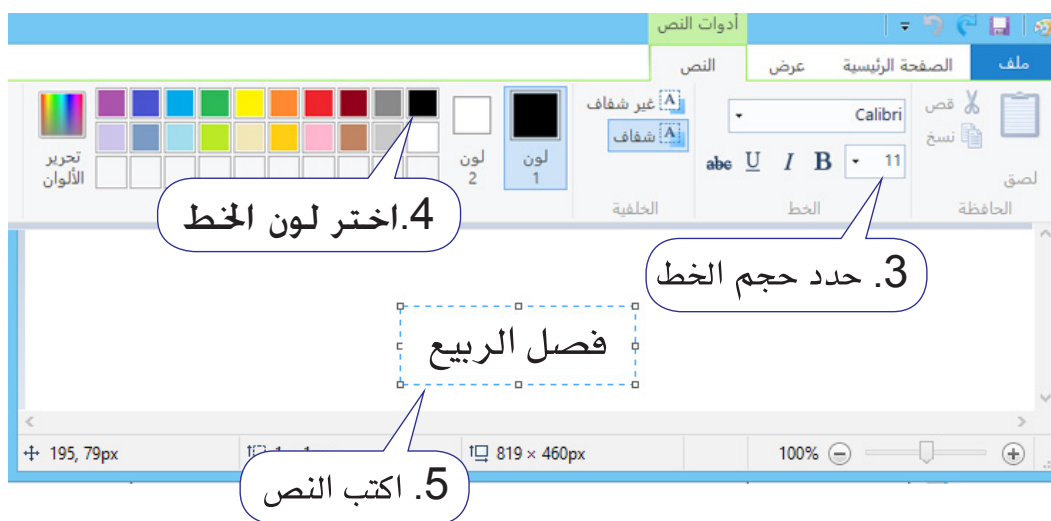 أدوات النص
ملف
الصفحة الرئيسية
عرض
النص
لصق
قص
نسخ
الحافظة
Calibri
11
B I U abc
الخط
غير شفاف
شفاف
الخلفية
لون
1
لون
2
تحرير
الألوان
3. حدد حجم الخط
4.اختر لون الخط
فصل الربيع
5. اكتب النص
195, 79px
819 × 460px
100%